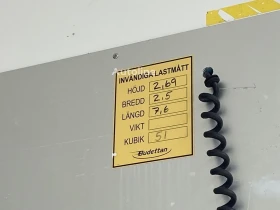 INVÄNDIGA LASTMÅTT
HÖJD 2,69
BREDD 2,5
LÄNGD 7,6
VIKT
KUBIK 51
Budettan